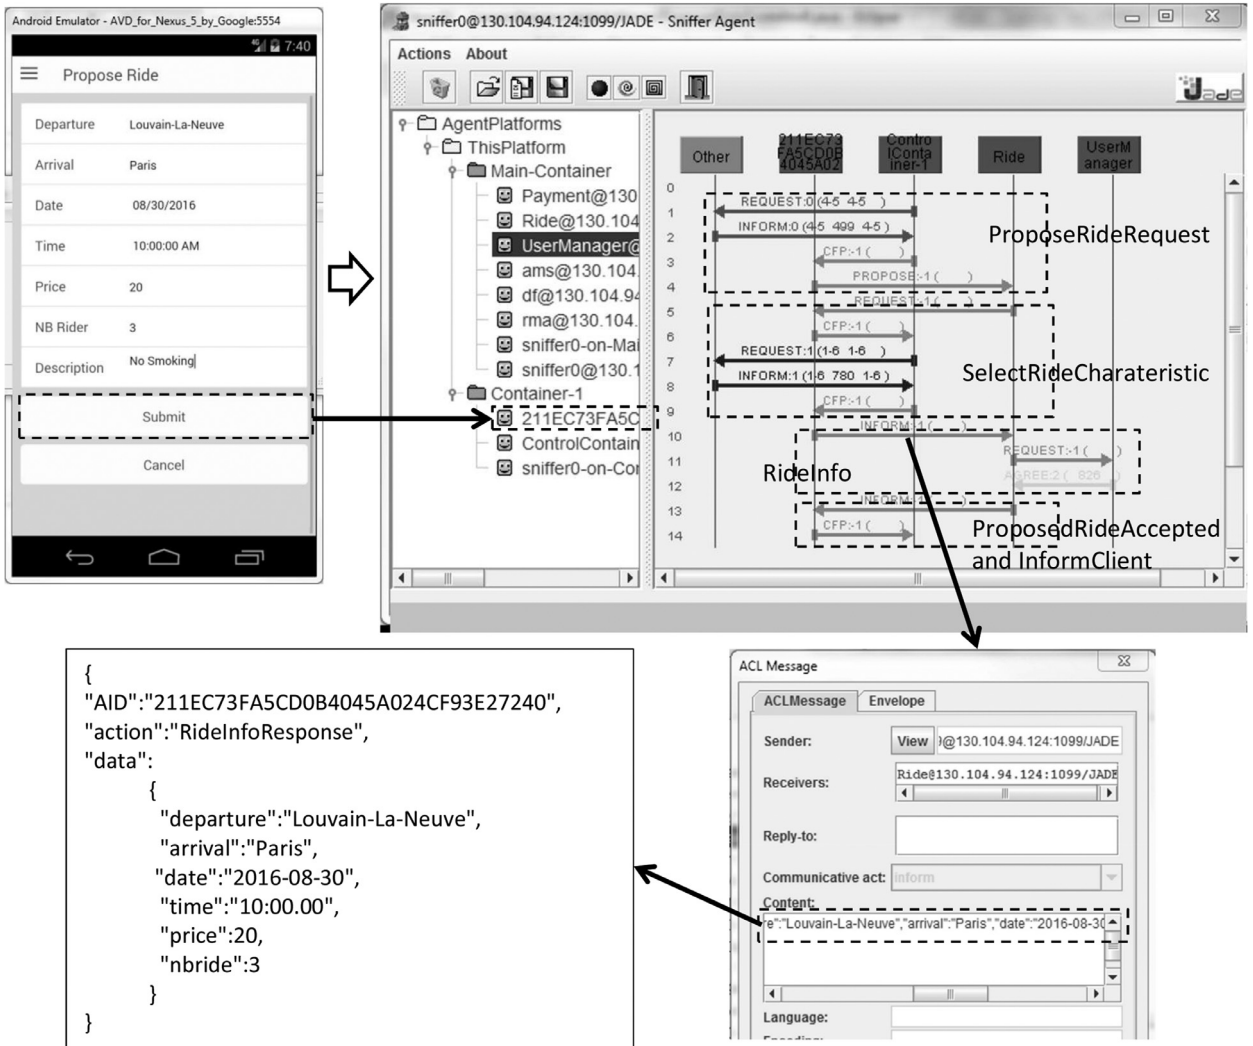 Android Emulator - AVD_for_Nexus_5_by_Google:5554
4G 7:40
Propose Ride
Departure Louvain-La-Neuve
Arrival Paris
Date 08/30/2016
Time 10:00:00 AM
Price 20
NB Rider 3
Description No Smoking
Submit
Cancel
sniffer0@130.104.94.124:1099/JADE - Sniffer Agent
Actions About
Jade
AgentPlatforms
ThisPlatform
Main-Container
Payment@130
Ride@130.104
UserManager@
ams@130.104.
df@130.104.94
rma@130.104.
sniffer0-on-Mai
sniffer0@130.1
Container-1
211EC73FA5C
ControlContain
sniffer0-on-Cor
Other
211EC73
FA5CD0B
4045A02
Contro
lConta
iner-1
Ride
UserM
anager
0
1
2
3
4
5
6
7
8
9
10
11
12
13
14
REQUEST:0 (4-5 4-5 )
INFORM:0 (4-5 499 4-5 )
CFP:-1 ( )
PROPOSE:-1 ( )
REQUEST:-1 ( )
CFP:-1 ( )
REQUEST:1 (1-6 1-6 )
INFORM:1 (1-6 780 1-6 )
CFP:-1 ( )
INFORM:-1 ( )
REQUEST:-1 ( )
AGREE:2 ( 826 )
INFORM:-1 ( )
CFP:-1 ( )
ProposeRideRequest
SelectRideCharateristic
RideInfo
ProposedRideAccepted
and InformClient
{
"AID":"211EC73FA5CD0B4045A024CF93E27240",
"action":"RideInfoResponse",
"data":
{
"departure":"Louvain-La-Neuve",
"arrival":"Paris",
"date":"2016-08-30",
"time":"10:00.00",
"price":20,
"nbride":3
}
}
ACL Message
ACLMessage Envelope
Sender: View @130.104.94.124:1099/JADE
Receivers: Ride@130.104.94.124:1099/JADE
Reply-to:
Communicative act: inform
Content:
re":"Louvain-La-Neuve","arrival":"Paris","date":"2016-08-30
Language: